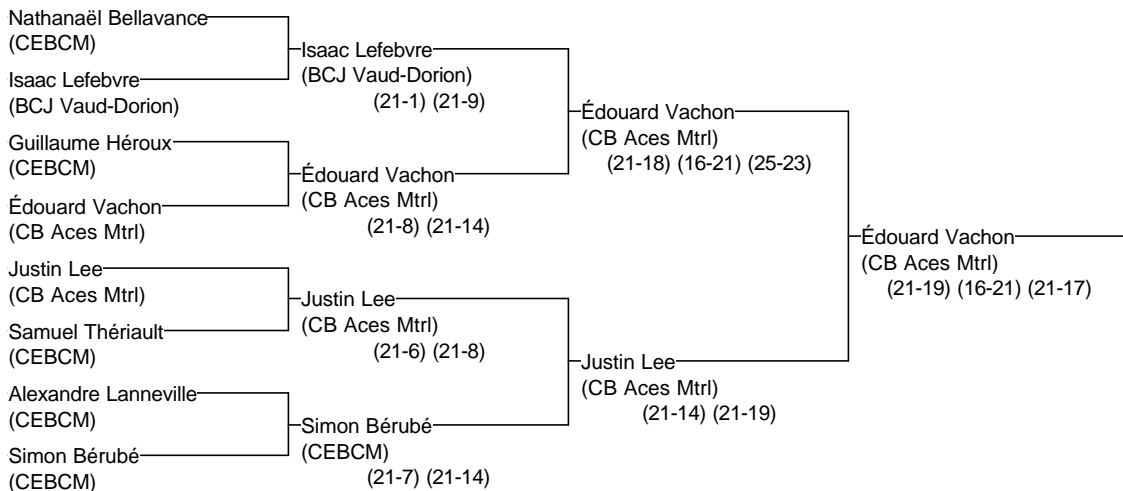 Nathanaël Bellavance
(CEBCM)
Isaac Lefebvre
(BCJ Vaud-Dorion)
Guillaume Héroux
(CEBCM)
Édouard Vachon
(CB Aces Mtrl)
Justin Lee
(CB Aces Mtrl)
Samuel Thériault
(CEBCM)
Alexandre Lanneville
(CEBCM)
Simon Bérubé
(CEBCM)
Isaac Lefebvre
(BCJ Vaud-Dorion)
(21-1) (21-9)
Édouard Vachon
(CB Aces Mtrl)
(21-8) (21-14)
Justin Lee
(CB Aces Mtrl)
(21-6) (21-8)
Simon Bérubé
(CEBCM)
(21-7) (21-14)
Édouard Vachon
(CB Aces Mtrl)
(21-18) (16-21) (25-23)
Justin Lee
(CB Aces Mtrl)
(21-14) (21-19)
Édouard Vachon
(CB Aces Mtrl)
(21-19) (16-21) (21-17)